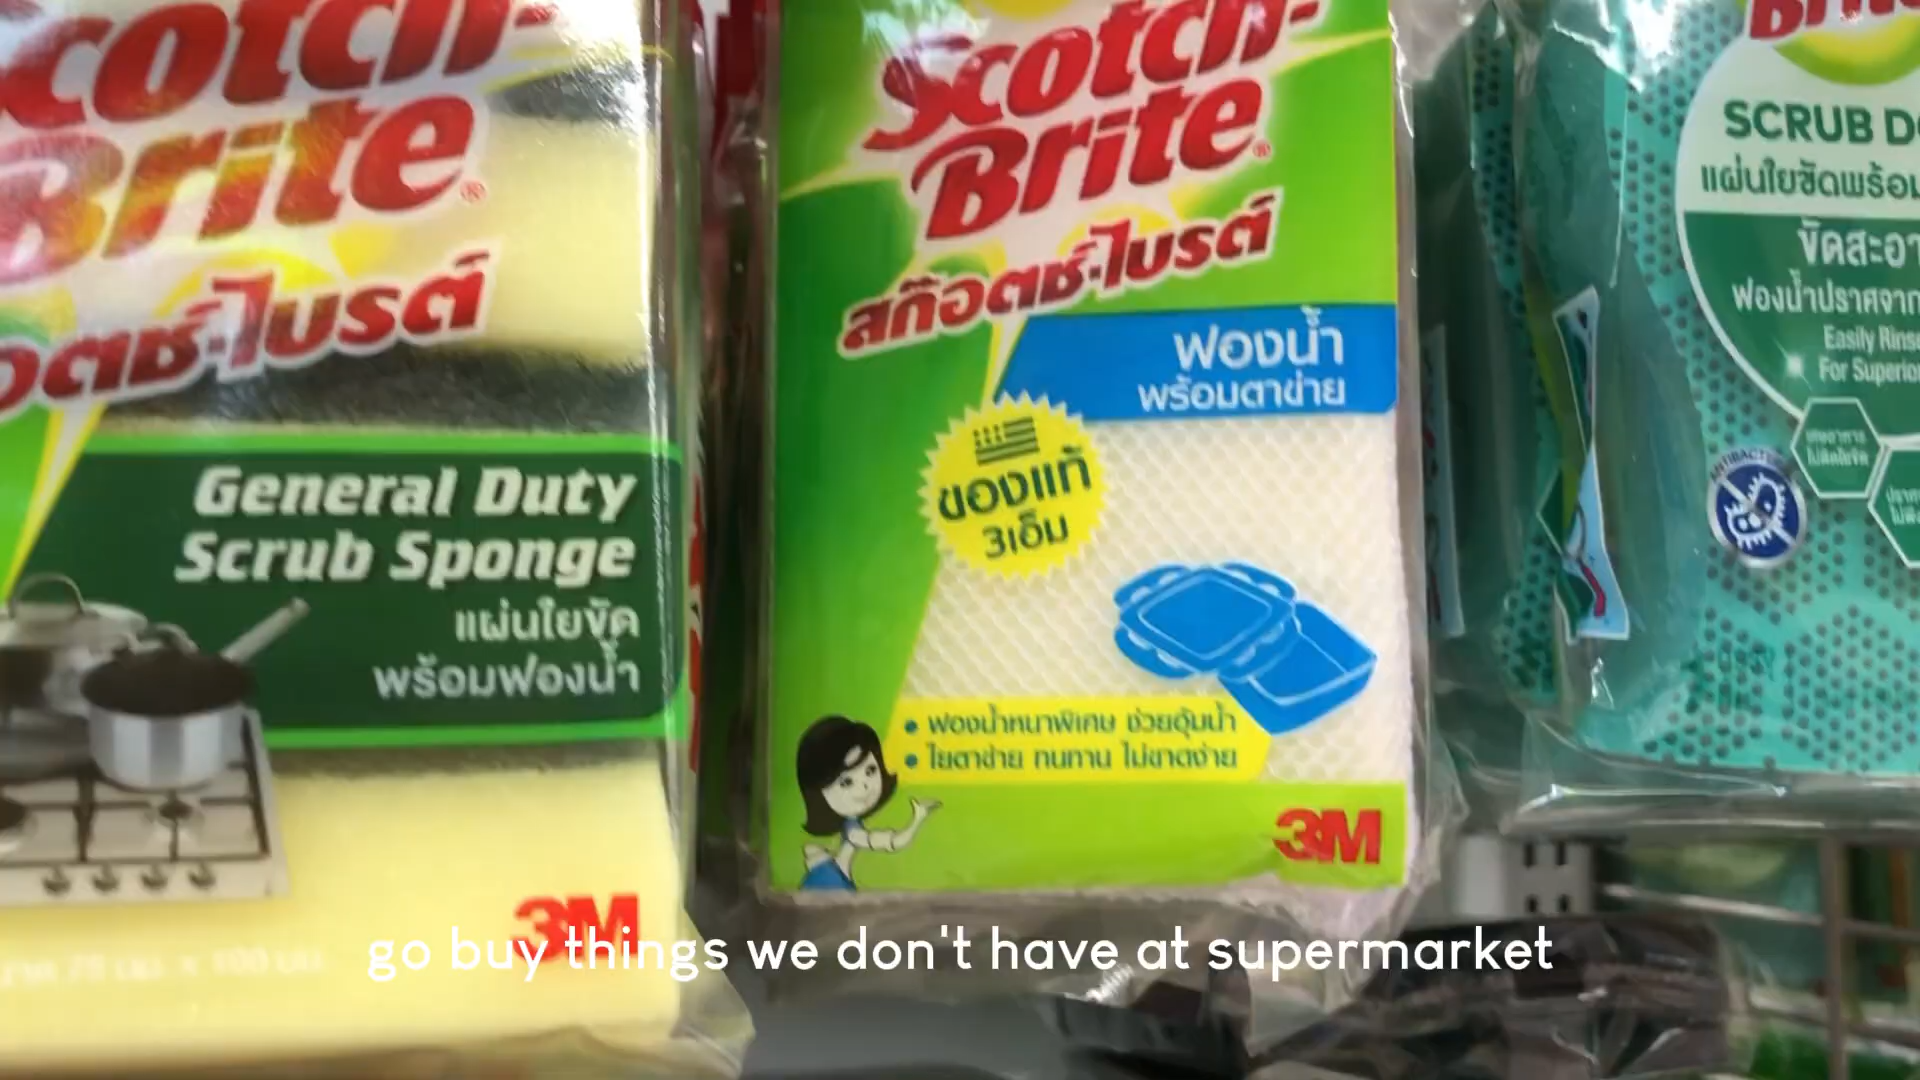 Scotch-
Brite
สก๊อตช์-ไบรต์
General Duty
Scrub Sponge
แผ่นใยขัด
พร้อมฟองน้ำ
3M
Scotch-
Brite
สก๊อตช์-ไบรต์
ฟองน้ำ
พร้อมตาข่าย
ของแท้
3เอ็ม
• ฟองน้ำหนาพิเศษ ช่วยอุ้มน้ำ
• ใยตาข่าย ทนทาน ไม่ขาดง่าย
3M
Brite
SCRUB
แผ่นใยขัดพร้อม
ขัดสะอา
ฟองน้ำปราศจาก
Easily Rinse
For Superior
ANTIBACTERIA
go buy things we don't have at supermarket